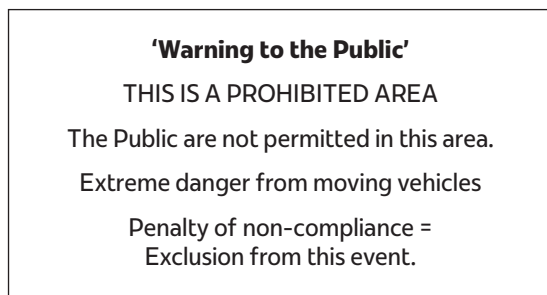 ‘Warning to the Public’
THIS IS A PROHIBITED AREA
The Public are not permitted in this area.
Extreme danger from moving vehicles
Penalty of non-compliance =
Exclusion from this event.